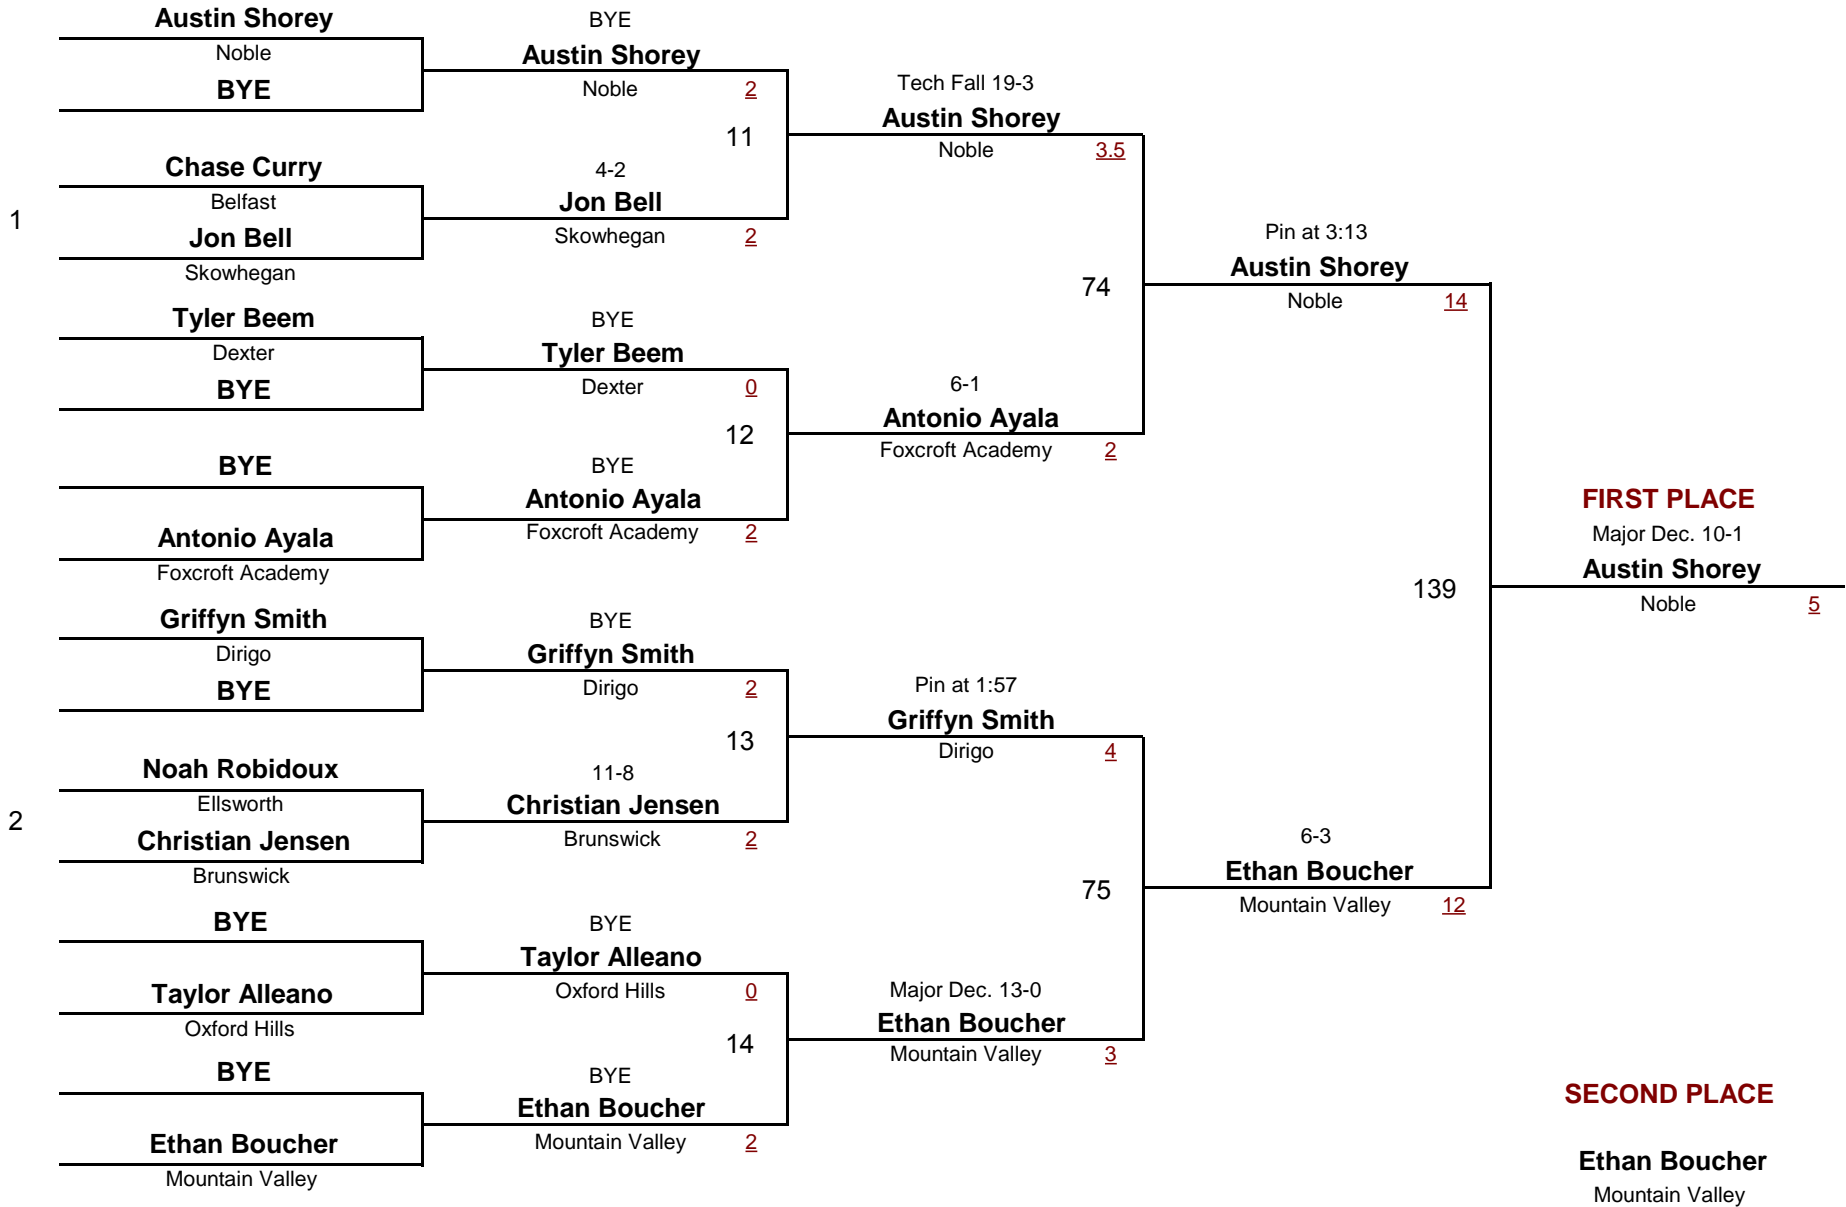 Austin Shorey
Noble
BYE
Chase Curry
Belfast
1
Jon Bell
Skowhegan
Tyler Beem
Dexter
BYE
BYE
Antonio Ayala
Foxcroft Academy
Griffyn Smith
Dirigo
BYE
Noah Robidoux
Ellsworth
2
Christian Jensen
Brunswick
BYE
Taylor Alleano
Oxford Hills
BYE
Ethan Boucher
Mountain Valley
BYE
Austin Shorey
Noble 2
11
4-2
Jon Bell
Skowhegan 2
BYE
Tyler Beem
Dexter 0
12
BYE
Antonio Ayala
Foxcroft Academy 2
BYE
Griffyn Smith
Dirigo 2
13
11-8
Christian Jensen
Brunswick 2
BYE
Taylor Alleano
Oxford Hills 0
14
BYE
Ethan Boucher
Mountain Valley 2
Tech Fall 19-3
Austin Shorey
Noble 3.5
74
6-1
Antonio Ayala
Foxcroft Academy 2
Pin at 1:57
Griffyn Smith
Dirigo 4
75
Major Dec. 13-0
Ethan Boucher
Mountain Valley 3
Pin at 3:13
Austin Shorey
Noble 14
139
6-3
Ethan Boucher
Mountain Valley 12
FIRST PLACE
Major Dec. 10-1
Austin Shorey
Noble 5
SECOND PLACE
Ethan Boucher
Mountain Valley